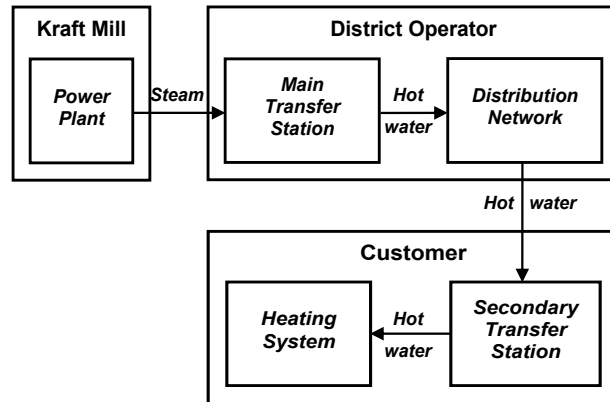 Kraft Mill
District Operator
Power
Plant
Steam
Main
Transfer
Station
Hot
water
Distribution
Network
Hot water
Customer
Heating
System
Hot
water
Secondary
Transfer
Station